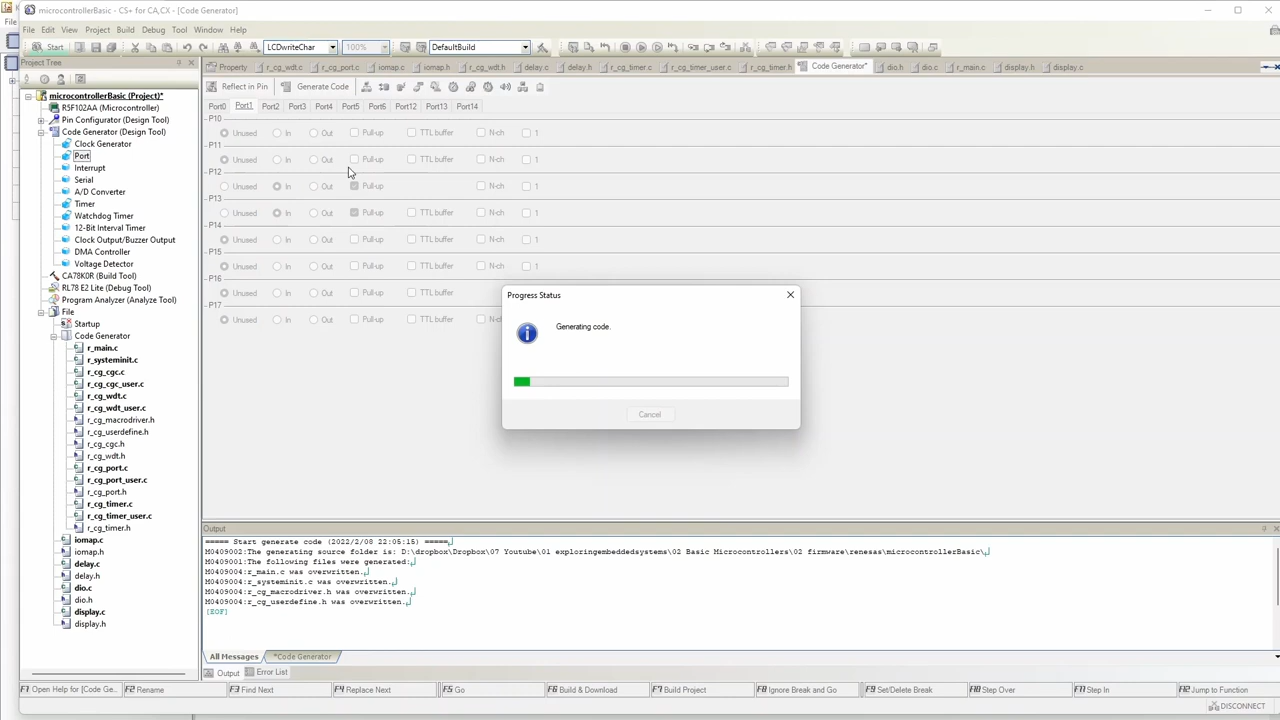 microcontrollerBasic - CS+ for CA,CX - [Code Generator]
File Edit View Project Build Debug Tool Window Help
Start LCDwriteChar 100% DefaultBuild
Project Tree
Property r_cg_wdt.c r_cg_port.c iomap.c iomap.h r_cg_wdt.h delay.c delay.h r_cg_timer.c r_cg_timer_user.c r_cg_timer.h Code Generator* dio.h dio.c r_main.c display.h display.c
Reflect in Pin Generate Code
Port0 Port1 Port2 Port3 Port4 Port5 Port6 Port12 Port13 Port14
P10
Unused In Out Pull-up TTL buffer N-ch 1
P11
Unused In Out Pull-up TTL buffer N-ch 1
P12
Unused In Out Pull-up N-ch 1
P13
Unused In Out Pull-up TTL buffer N-ch 1
P14
Unused In Out Pull-up TTL buffer N-ch 1
P15
Unused In Out Pull-up TTL buffer N-ch 1
P16
Unused In Out Pull-up TTL buffer
P17
Unused In Out Pull-up TTL buffer
microcontrollerBasic (Project)*
R5F102AA (Microcontroller)
Pin Configurator (Design Tool)
Code Generator (Design Tool)
Clock Generator
Port
Interrupt
Serial
A/D Converter
Timer
Watchdog Timer
12-Bit Interval Timer
Clock Output/Buzzer Output
DMA Controller
Voltage Detector
CA78K0R (Build Tool)
RL78 E2 Lite (Debug Tool)
Program Analyzer (Analyze Tool)
File
Startup
Code Generator
r_main.c
r_systeminit.c
r_cg_cgc.c
r_cg_cgc_user.c
r_cg_wdt.c
r_cg_wdt_user.c
r_cg_macrodriver.h
r_cg_userdefine.h
r_cg_cgc.h
r_cg_wdt.h
r_cg_port.c
r_cg_port_user.c
r_cg_port.h
r_cg_timer.c
r_cg_timer_user.c
r_cg_timer.h
iomap.c
iomap.h
delay.c
delay.h
dio.c
dio.h
display.c
display.h
Progress Status
Generating code.
Cancel
Output
===== Start generate code (2022/2/08 22:05:15) =====
M0409002:The generating source folder is: D:\dropbox\Dropbox\07 Youtube\01 exploringembeddedsystems\02 Basic Microcontrollers\02 firmware\renesas\microcontrollerBasic\
M0409001:The following files were generated:
M0409004:r_main.c was overwritten.
M0409004:r_systeminit.c was overwritten.
M0409004:r_cg_macrodriver.h was overwritten.
M0409004:r_cg_userdefine.h was overwritten.
[EOF]
All Messages *Code Generator
Output Error List
F1 Open Help for [Code Ge... F2 Rename F3 Find Next F4 Replace Next F5 Go F6 Build & Download F7 Build Project F8 Ignore Break and Go F9 Set/Delete Break F10 Step Over F11 Step In F12 Jump to Function
DISCONNECT